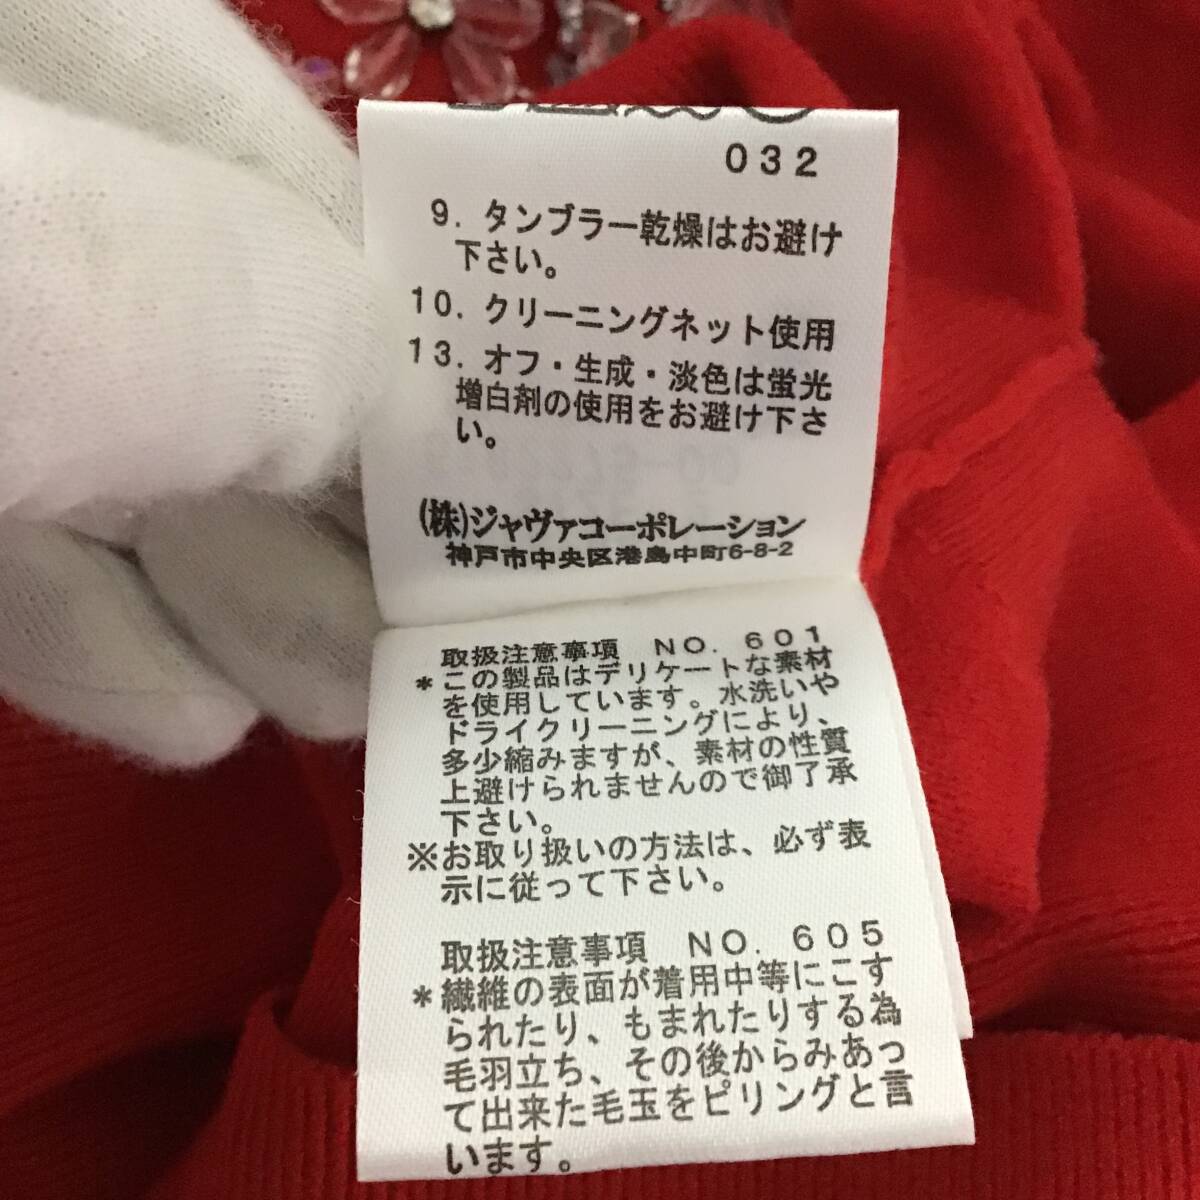 032
9. タンブラー乾燥はお避け
下さい。
10. クリーニングネット使用
13. オフ・生成・淡色は蛍光
増白剤の使用をお避け下さ
い。
(株)ジャヴァコーポレーション
神戸市中央区港島中町6-8-2
取扱注意事項 NO. 601
*この製品はデリケートな素材
を使用しています。水洗いや
ドライクリーニングにより、
多少縮みますが、素材の性質
上避けられませんので御了承
下さい。
※お取り扱いの方法は、必ず表
示に従って下さい。
取扱注意事項 NO. 605
*繊維の表面が着用中等にこす
られたり、もまれたりする為
毛羽立ち、その後からみあっ
て出来た毛玉をピリングと言
います。